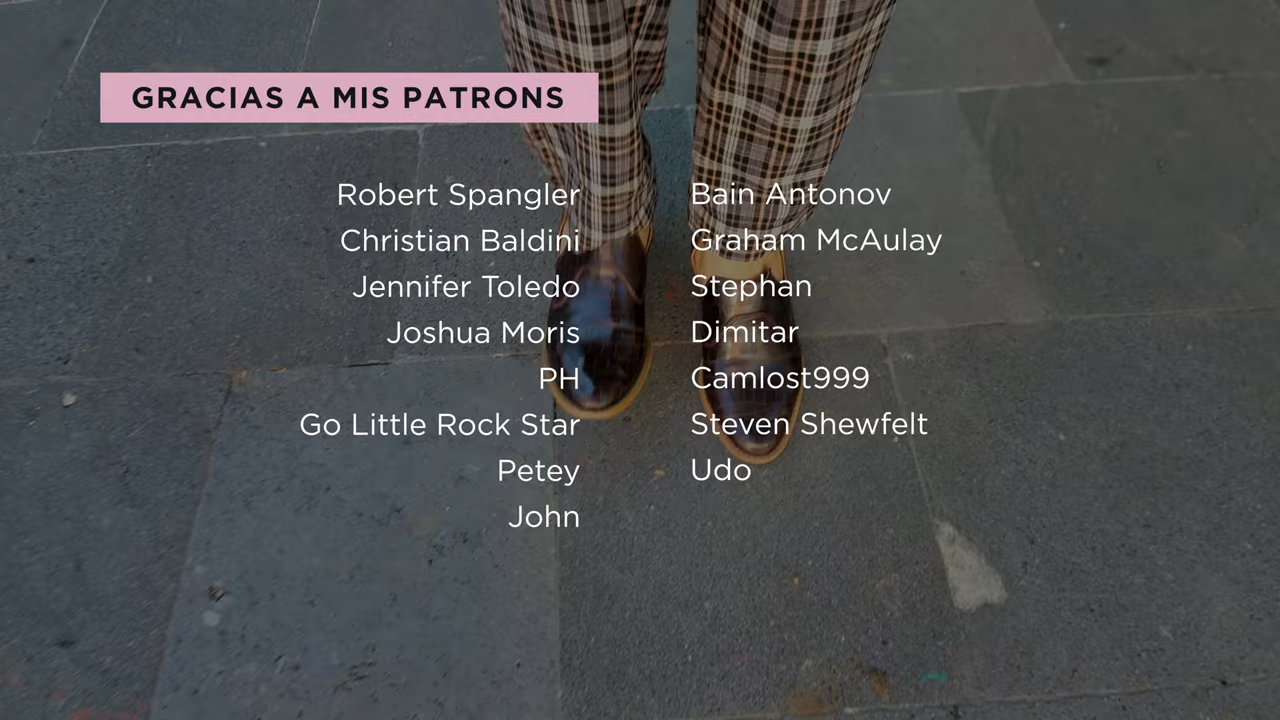 GRACIAS A MIS PATRONS
Robert Spangler
Christian Baldini
Jennifer Toledo
Joshua Moris
PH
Go Little Rock Star
Petey
John
Bain Antonov
Graham McAulay
Stephan
Dimitar
Camlost999
Steven Shewfelt
Udo